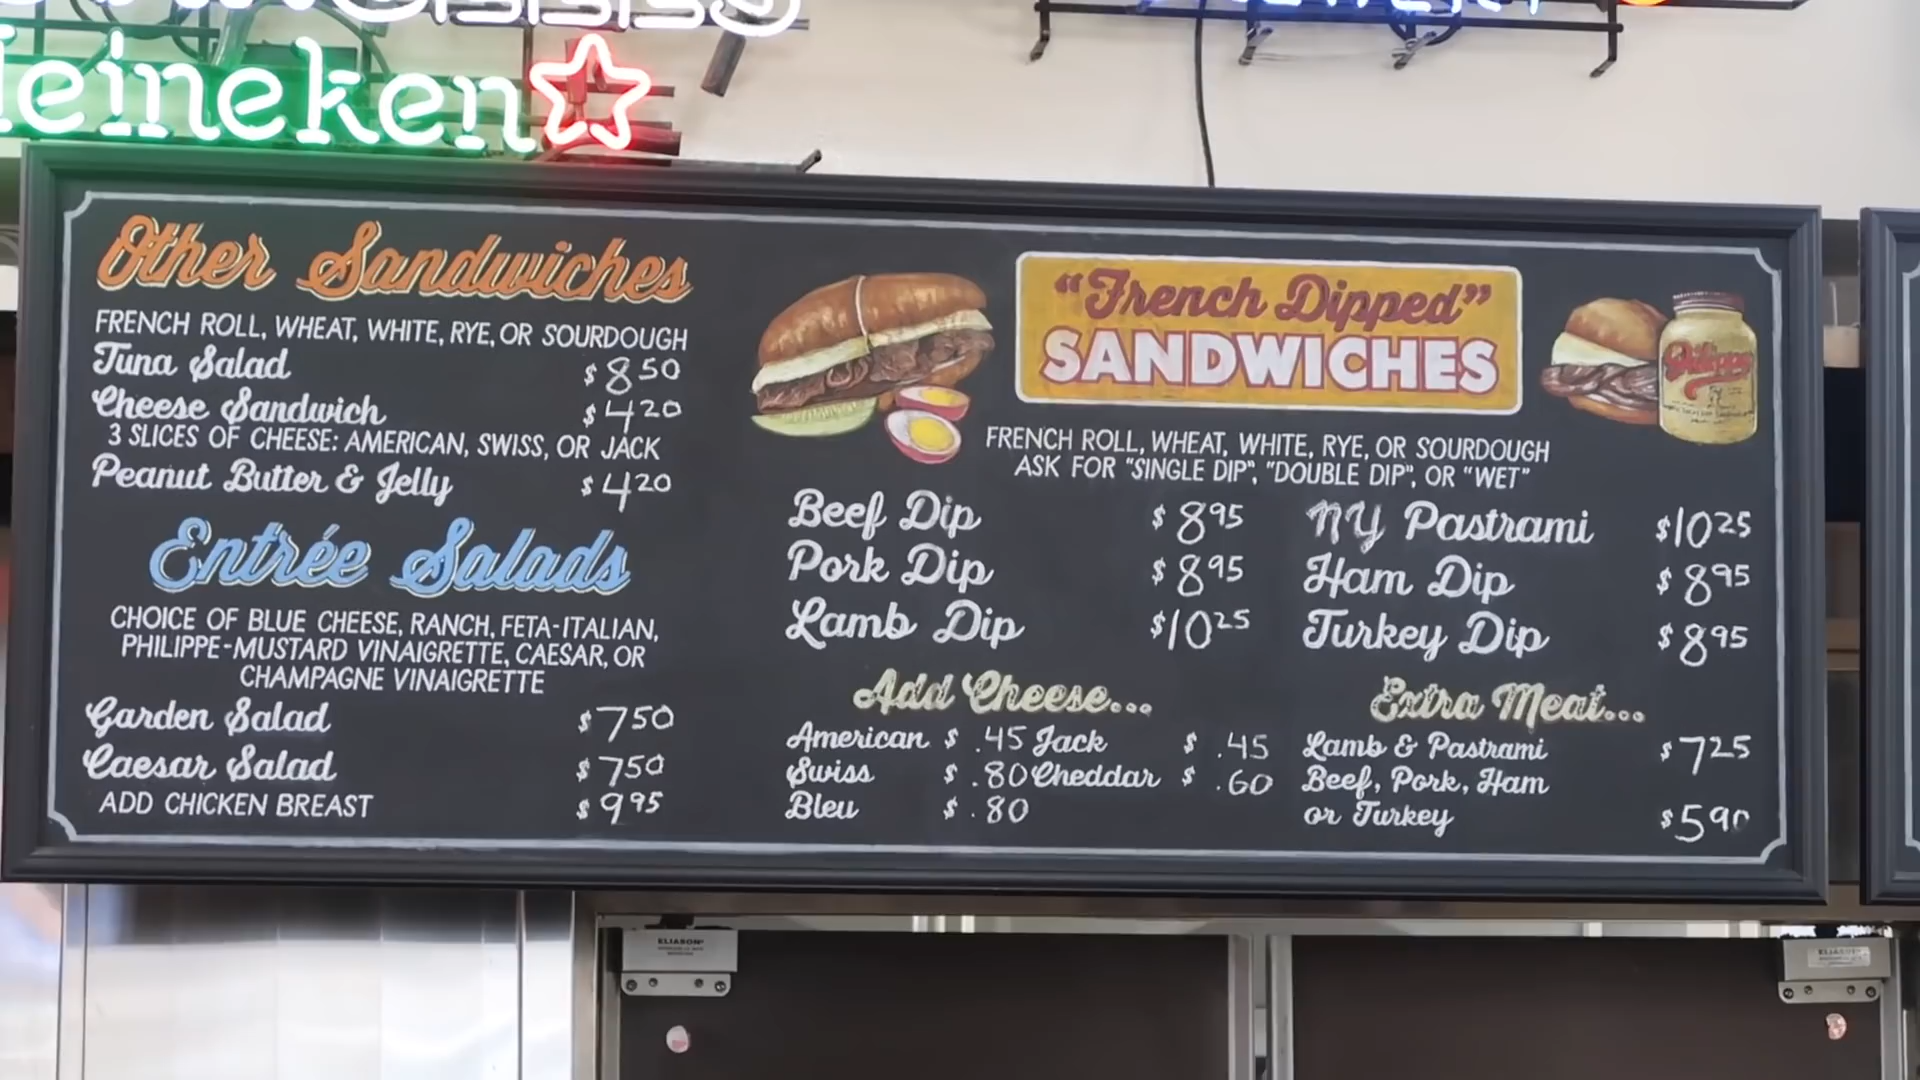 Heineken
Other Sandwiches
FRENCH ROLL, WHEAT, WHITE, RYE, OR SOURDOUGH
Tuna Salad $8 50
Cheese Sandwich $4 20
3 SLICES OF CHEESE: AMERICAN, SWISS, OR JACK
Peanut Butter & Jelly $4 20
Entrée Salads
CHOICE OF BLUE CHEESE, RANCH, FETA-ITALIAN,
PHILIPPE-MUSTARD VINAIGRETTE, CAESAR, OR
CHAMPAGNE VINAIGRETTE
Garden Salad $7 50
Caesar Salad $7 50
ADD CHICKEN BREAST $9 95
"French Dipped"
SANDWICHES
Philippe
FRENCH ROLL, WHEAT, WHITE, RYE, OR SOURDOUGH
ASK FOR "SINGLE DIP", "DOUBLE DIP", OR "WET"
Beef Dip $8 95
Pork Dip $8 95
Lamb Dip $10 25
NY Pastrami $10 25
Ham Dip $8 95
Turkey Dip $8 95
Add Cheese...
American $ .45 Jack $ .45
Swiss $ .80 Cheddar $ .60
Bleu $ .80
Extra Meat...
Lamb & Pastrami $7 25
Beef, Pork, Ham
or Turkey $5 90
ELIASON
ELIASON